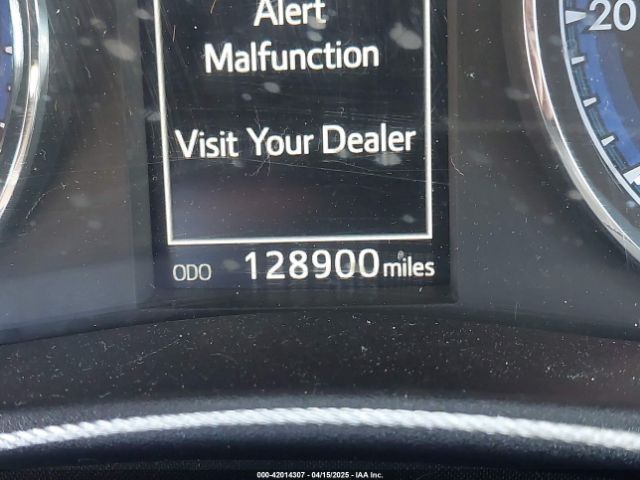 Alert
Malfunction
Visit Your Dealer
ODO 128900 miles
20
000-42014307 - 04/15/2025 - IAA Inc.